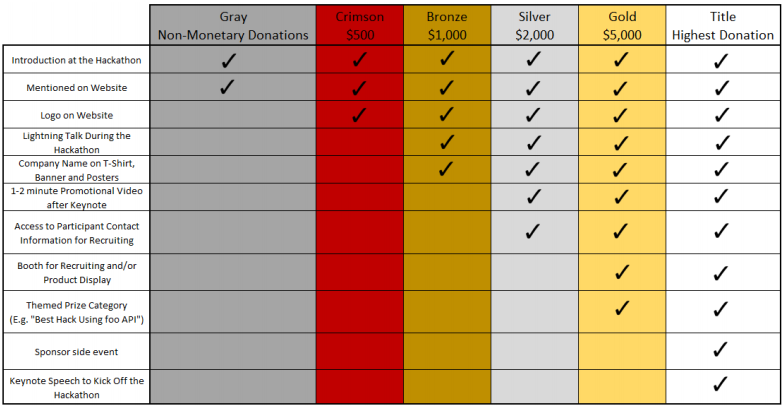 Gray
Non-Monetary Donations
Crimson
$500
Bronze
$1,000
Silver
$2,000
Gold
$5,000
Title
Highest Donation
Introduction at the Hackathon
Mentioned on Website
Logo on Website
Lightning Talk During the
Hackathon
Company Name on T-Shirt,
Banner and Posters
1-2 minute Promotional Video
after Keynote
Access to Participant Contact
Information for Recruiting
Booth for Recruiting and/or
Product Display
Themed Prize Category
(E.g. "Best Hack Using foo API")
Sponsor side event
Keynote Speech to Kick Off the
Hackathon